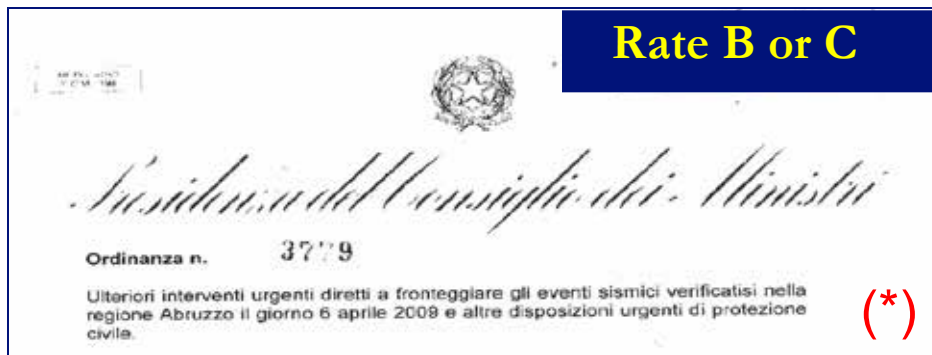 Rate B or C
Presidenza del Consiglio dei Ministri
Ordinanza n. 3779
Ulteriori interventi urgenti diretti a fronteggiare gli eventi sismici verificatisi nella
regione Abruzzo il giorno 6 aprile 2009 e altre disposizioni urgenti di protezione
civile.
(*)